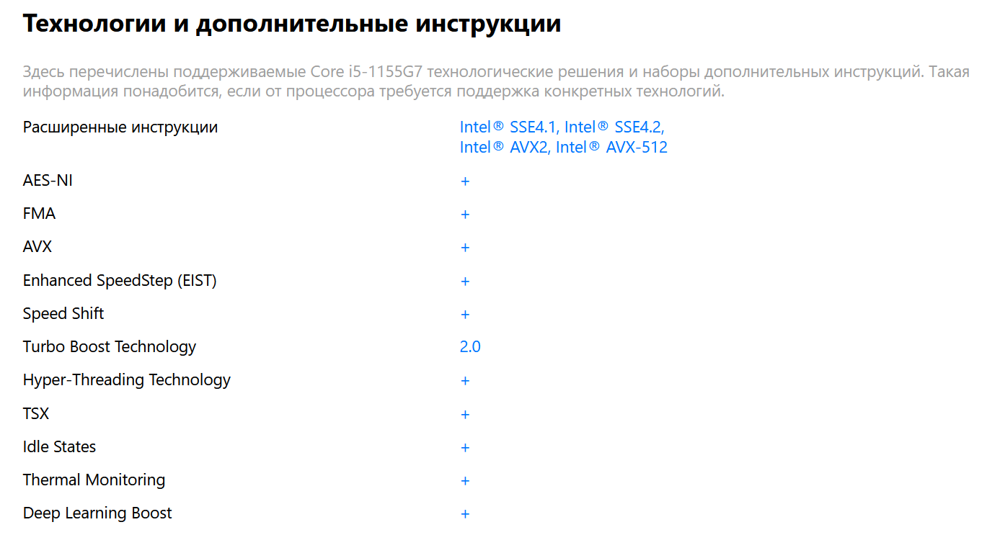 Технологии и дополнительные инструкции
Здесь перечислены поддерживаемые Core i5-1155G7 технологические решения и наборы дополнительных инструкций. Такая
информация понадобится, если от процессора требуется поддержка конкретных технологий.
Расширенные инструкции Intel® SSE4.1, Intel® SSE4.2,
Intel® AVX2, Intel® AVX-512
AES-NI +
FMA +
AVX +
Enhanced SpeedStep (EIST) +
Speed Shift +
Turbo Boost Technology 2.0
Hyper-Threading Technology +
TSX +
Idle States +
Thermal Monitoring +
Deep Learning Boost +